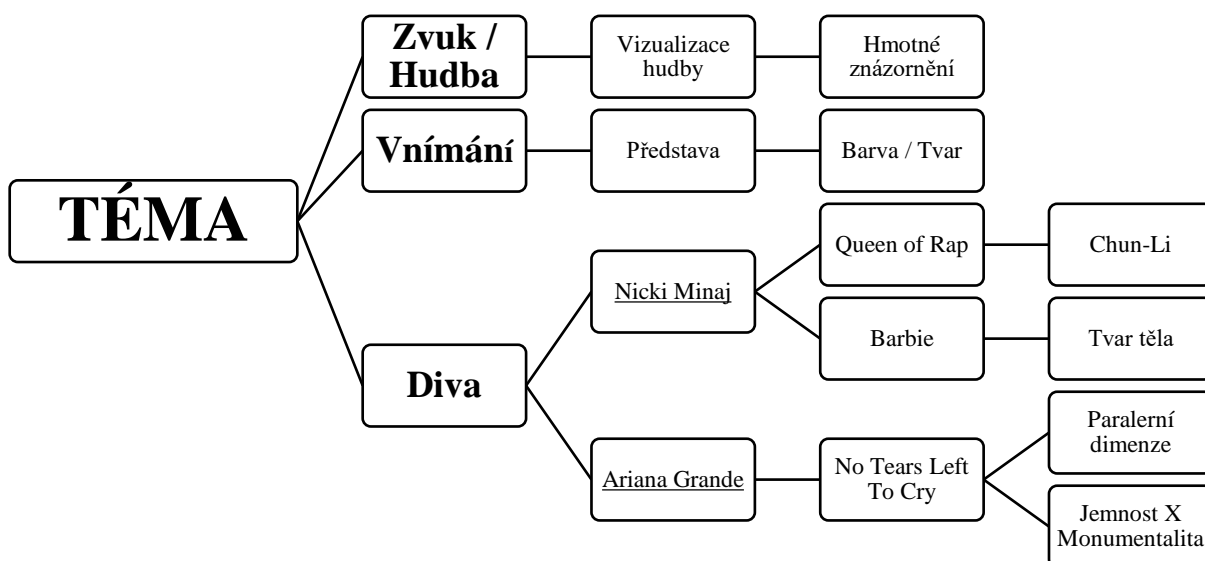 TÉMA
Zvuk /
Hudba
Vizualizace
hudby
Hmotné
znázornění
Vnímání
Představa
Barva / Tvar
Diva
Nicki Minaj
Queen of Rap
Chun-Li
Barbie
Tvar těla
Ariana Grande
No Tears Left
To Cry
Paralerní
dimenze
Jemnost X
Monumentalita